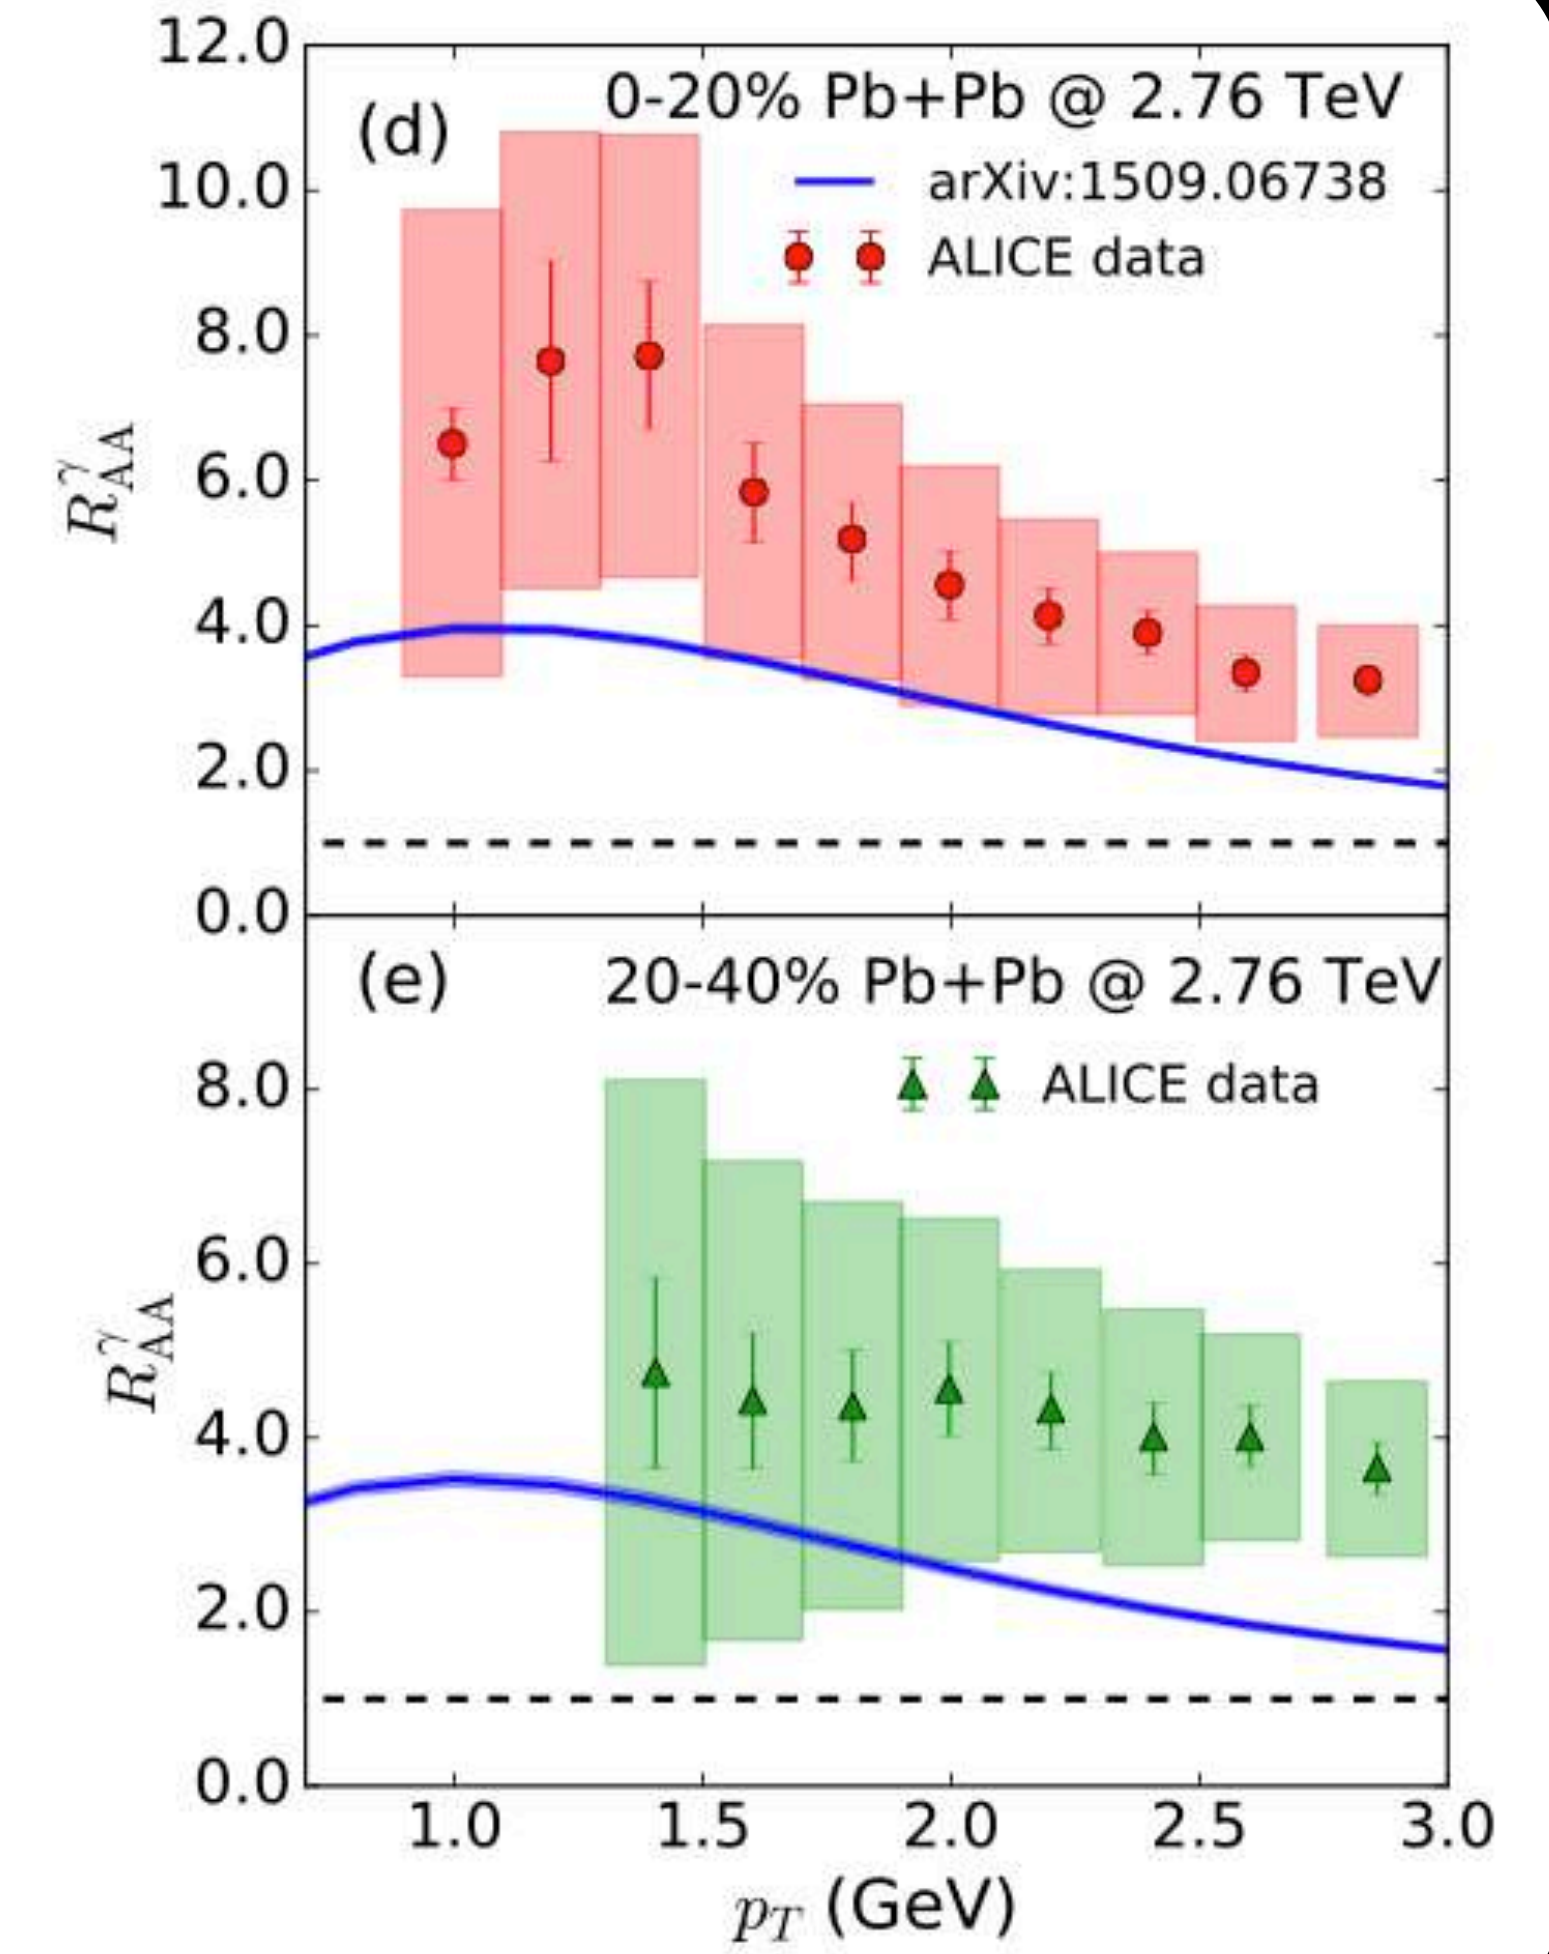 12.0
(d)
0-20% Pb+Pb @ 2.76 TeV
10.0
arXiv:1509.06738
ALICE data
8.0
R_AA^γ
6.0
4.0
2.0
0.0
(e)
20-40% Pb+Pb @ 2.76 TeV
8.0
ALICE data
6.0
R_AA^γ
4.0
2.0
0.0
1.0 1.5 2.0 2.5 3.0
p_T (GeV)